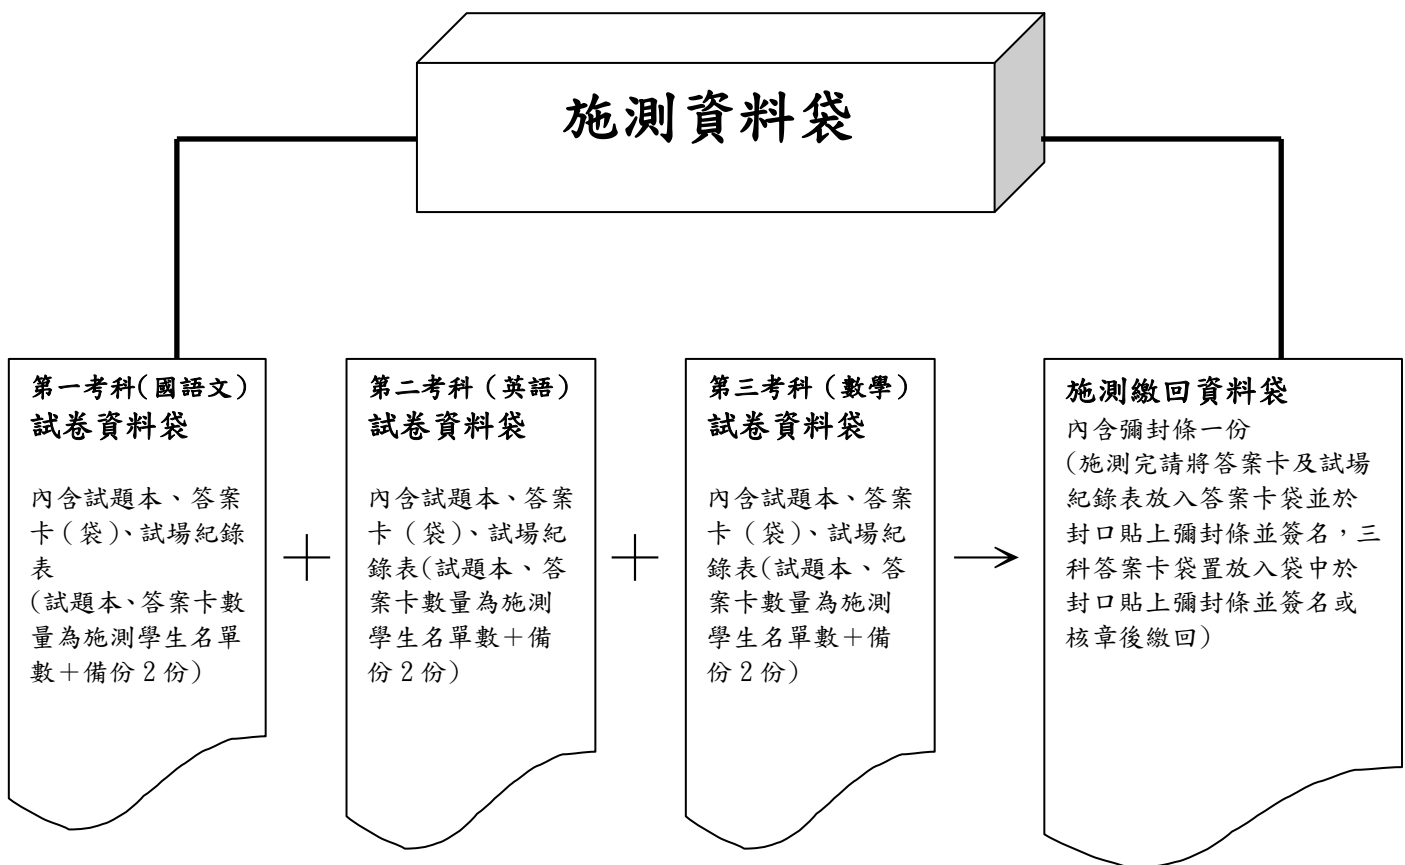 施測資料袋
第一考科(國語文)
試卷資料袋
內含試題本、答案
卡(袋)、試場紀錄
表
(試題本、答案卡數
量為施測學生名單
數+備份2份)
第二考科(英語)
試卷資料袋
內含試題本、答案
卡(袋)、試場紀
錄表(試題本、答
案卡數量為施測
學生名單數+備
份2份)
第三考科(數學)
試卷資料袋
內含試題本、答案
卡(袋)、試場紀
錄表(試題本、答
案卡數量為施測
學生名單數+備
份2份)
施測繳回資料袋
內含彌封條一份
(施測完請將答案卡及試場
紀錄表放入答案卡袋並於
封口貼上彌封條並簽名,三
科答案卡袋置放入袋中於
封口貼上彌封條並簽名或
核章後繳回)